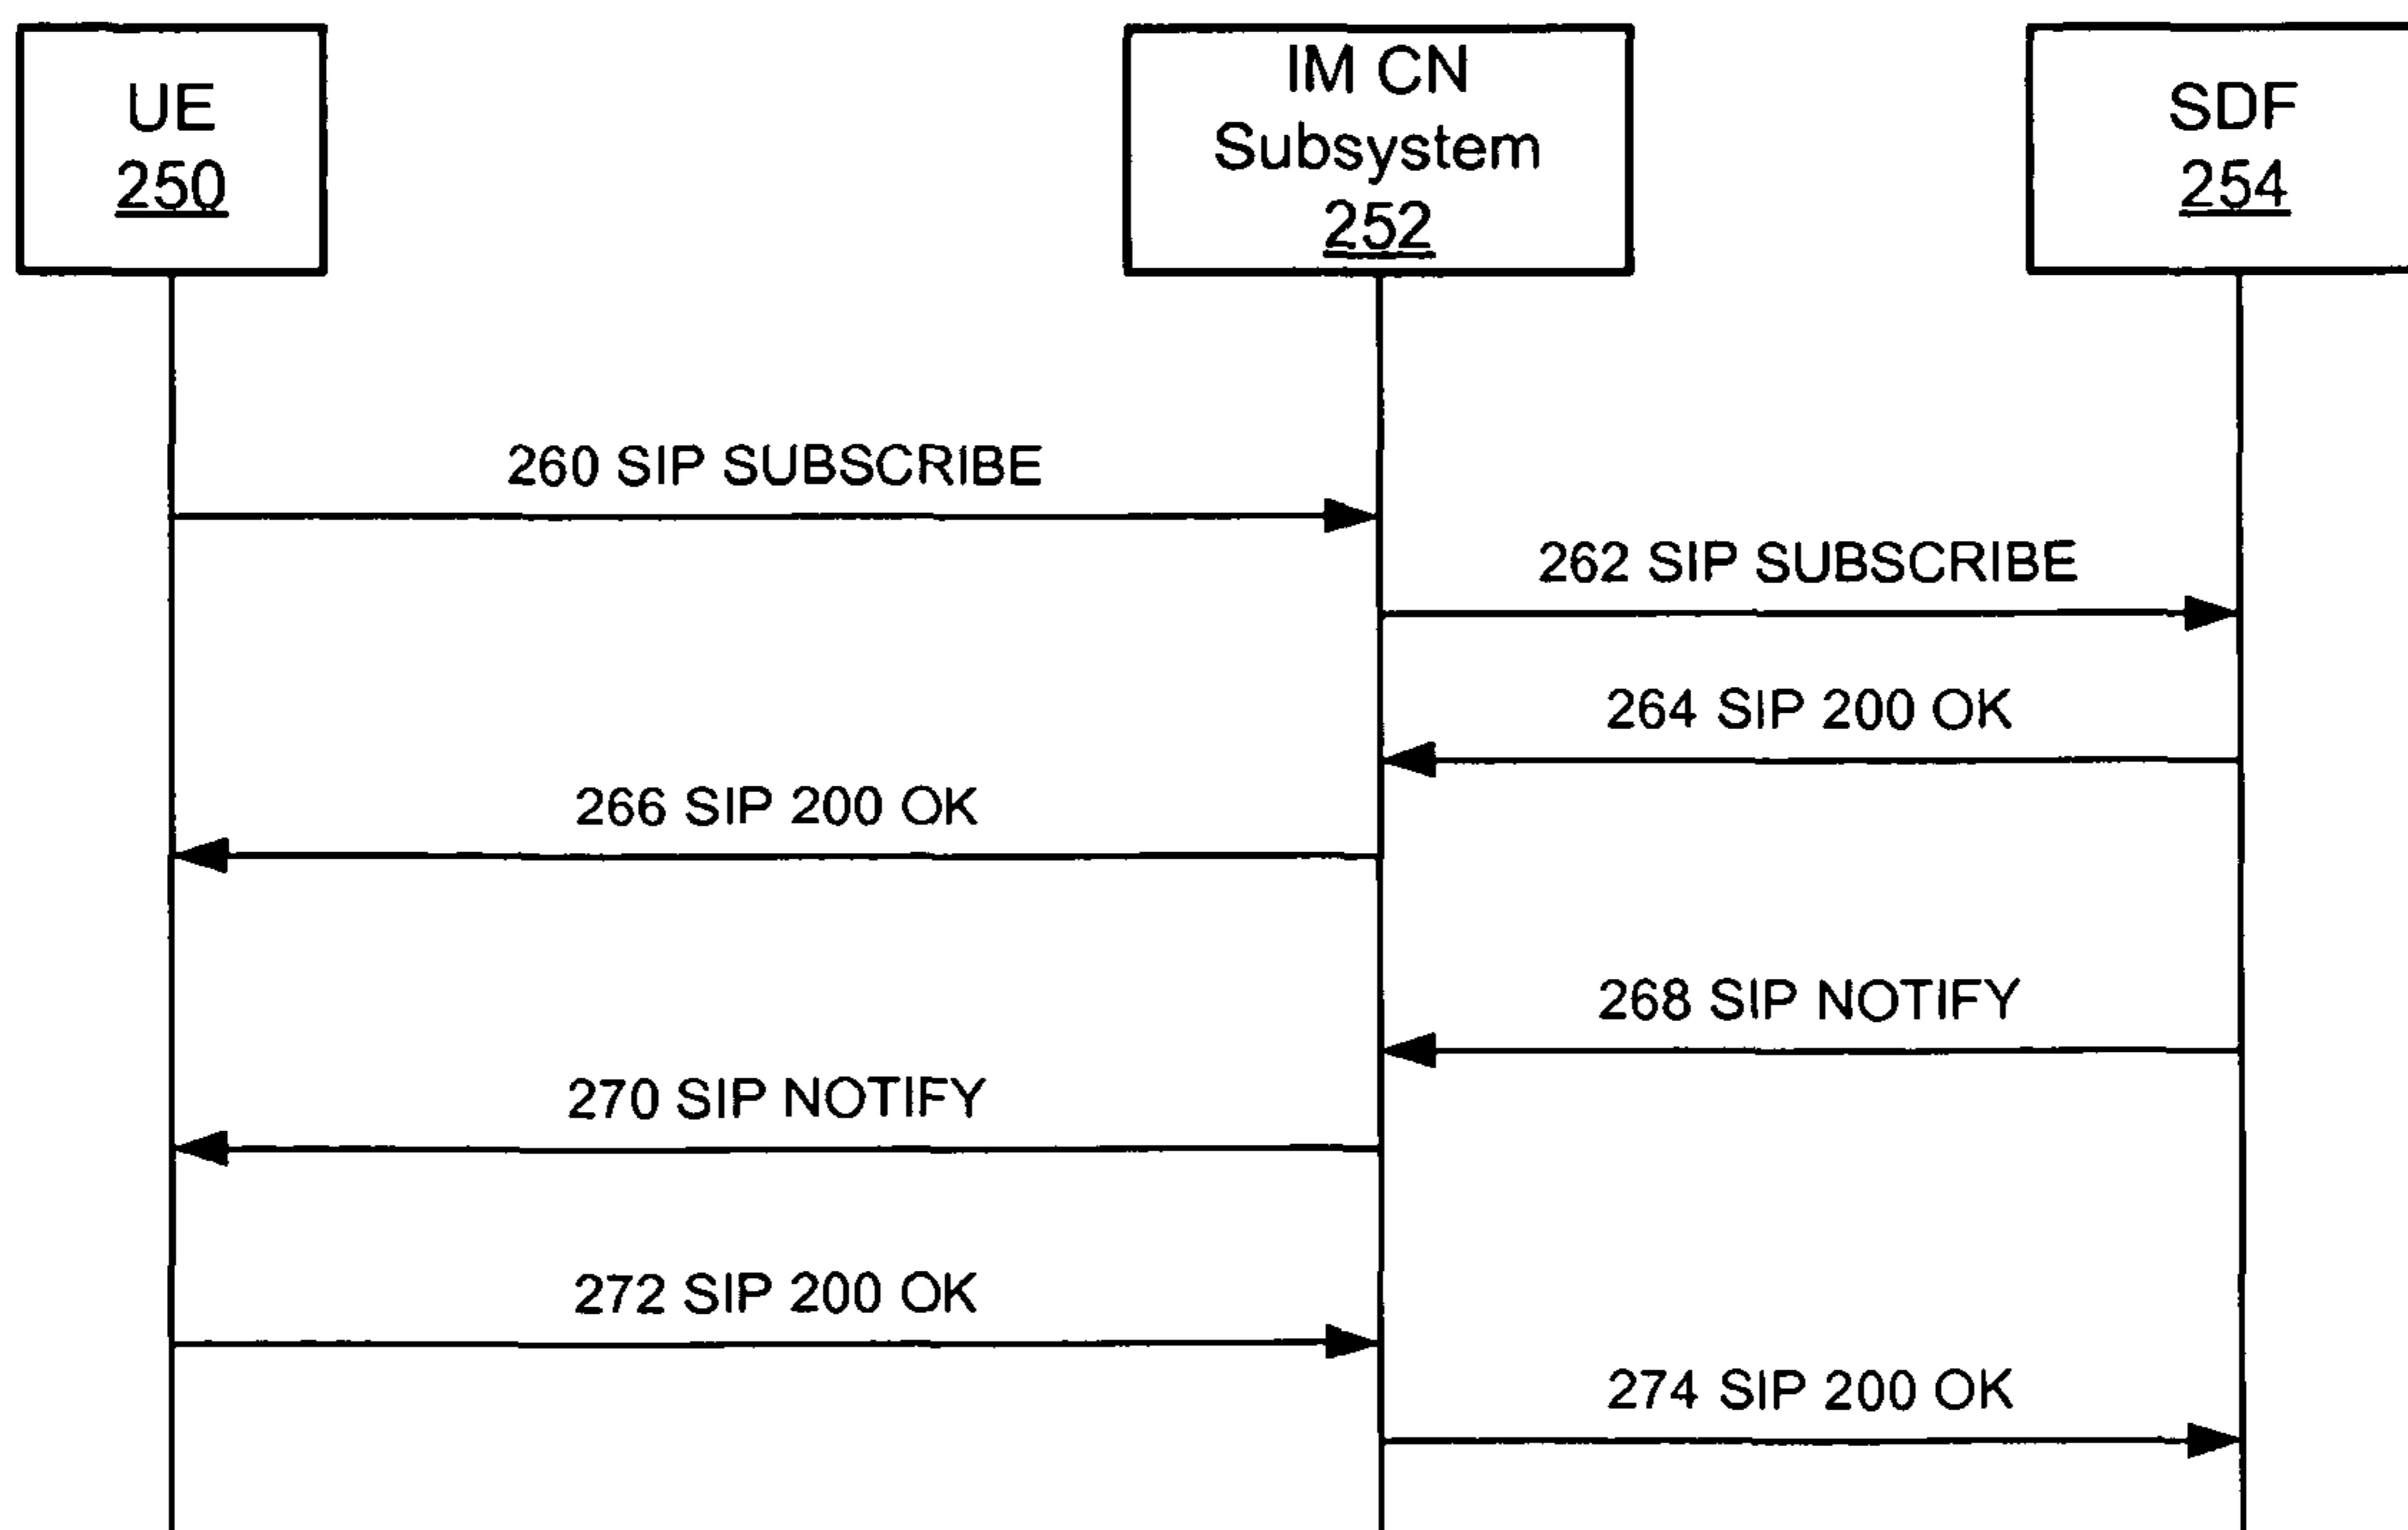 UE
250
IM CN
Subsystem
252
SDF
254
260 SIP SUBSCRIBE
262 SIP SUBSCRIBE
264 SIP 200 OK
266 SIP 200 OK
268 SIP NOTIFY
270 SIP NOTIFY
272 SIP 200 OK
274 SIP 200 OK